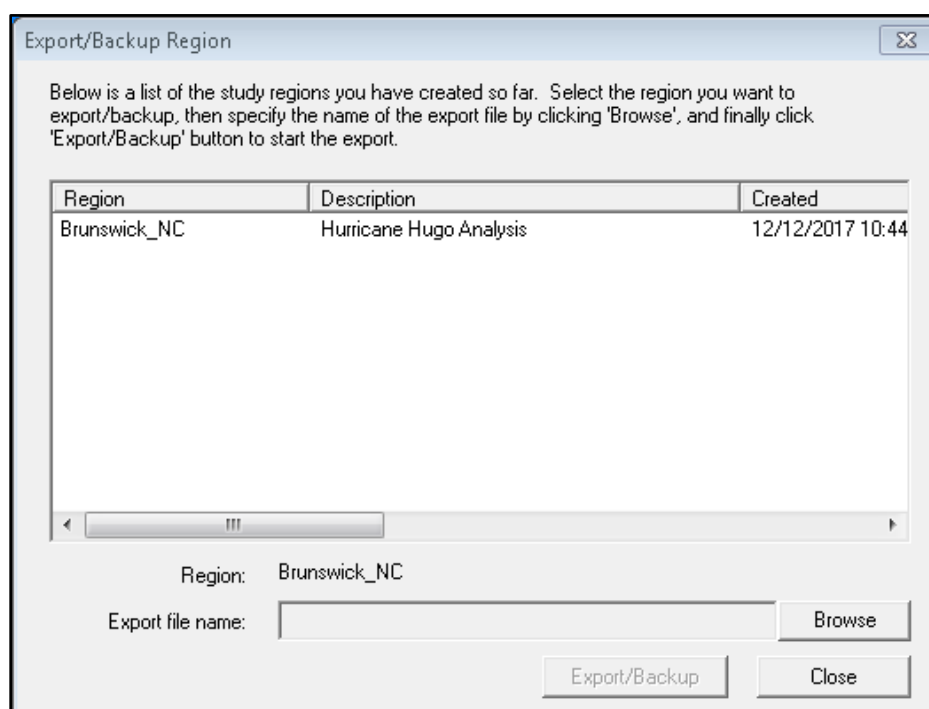 Export/Backup Region
Below is a list of the study regions you have created so far. Select the region you want to
export/backup, then specify the name of the export file by clicking 'Browse', and finally click
'Export/Backup' button to start the export.
Region Description Created
Brunswick_NC Hurricane Hugo Analysis 12/12/2017 10:44
Region: Brunswick_NC
Export file name: Browse
Export/Backup Close